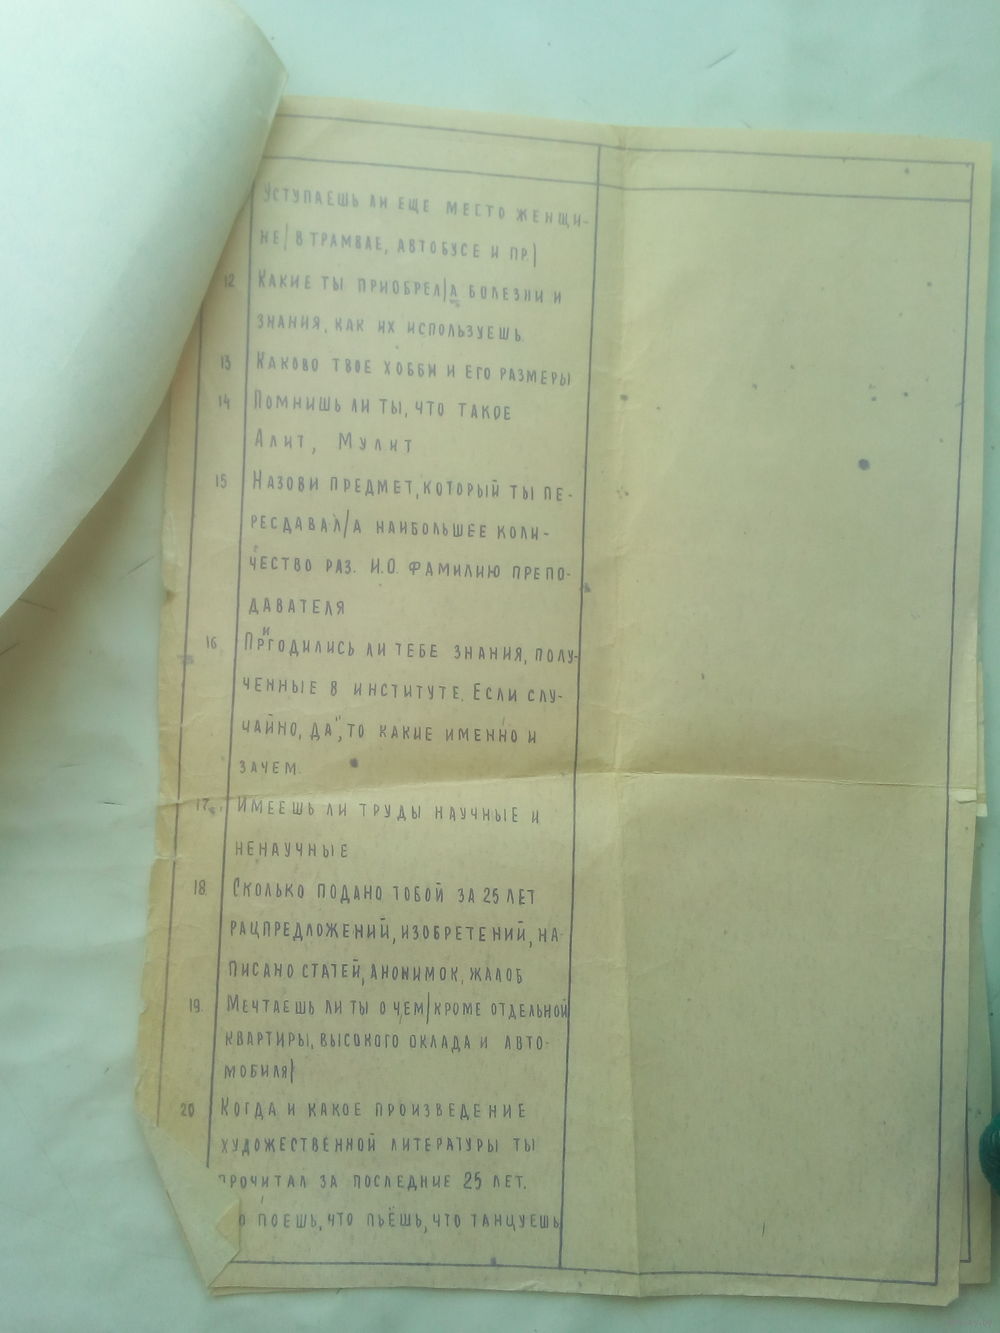 Уступаешь ли еще место женщи-
не/ в трамвае, автобусе и пр/
12 Какие ты приобрел/а болезни и
знания, как их используешь.
13 Каково твое хобби и его размеры
14 Помнишь ли ты, что такое
Алит, Мулит
15 Назови предмет, который ты пе-
ресдавал/а наибольшее коли-
чество раз. И.О. фамилию препо-
давателя
16 Пригодились ли тебе знания, полу-
ченные в институте. Если слу-
чайно, „да", то какие именно и
зачем.
17. Имеешь ли труды научные и
ненаучные
18. Сколько подано тобой за 25 лет
рацпредложений, изобретений, на-
писано статей, анонимок, жалоб
19. Мечтаешь ли ты о чем/кроме отдельной
квартиры, высокого оклада и авто-
мобиля/
20 Когда и какое произведение
художественной литературы ты
прочитал за последние 25 лет.
поешь, что пьёшь, что танцуешь